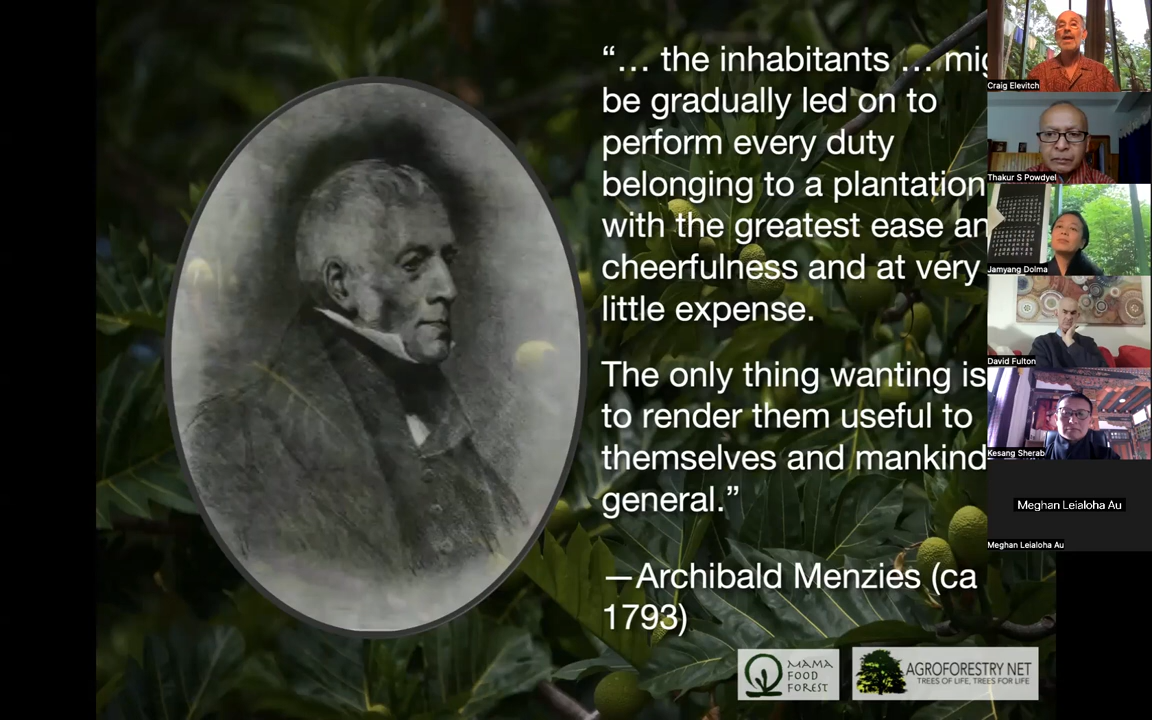 “… the inhabitants … mig
be gradually led on to
perform every duty
belonging to a plantation
with the greatest ease an
cheerfulness and at very
little expense.
The only thing wanting is
to render them useful to
themselves and mankind
general.”
—Archibald Menzies (ca
1793)
MAMA
FOOD
FOREST
AGROFORESTRY NET
TREES OF LIFE, TREES FOR LIFE
Craig Elevitch
Thakur S Powdyel
Jamyang Dolma
David Fulton
Kesang Sherab
Meghan Leialoha Au
Meghan Leialoha Au